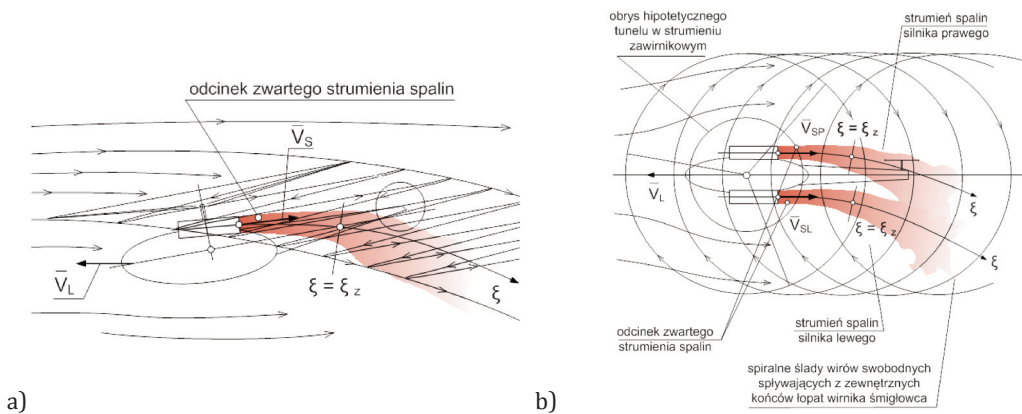 odcinek zwartego strumienia spalin
V̅S
V̅L
ξ = ξ z
ξ
a)
obrys hipotetycznego
tunelu w strumieniu
zawirnikowym
strumień spalin
silnika prawego
V̅SP
ξ = ξ z
V̅L
ξ
V̅SL
ξ = ξ z
ξ
odcinek zwartego
strumienia spalin
strumień spalin
silnika lewego
spiralne ślady wirów swobodnych
spływających z zewnętrznych
końców łopat wirnika śmigłowca
b)